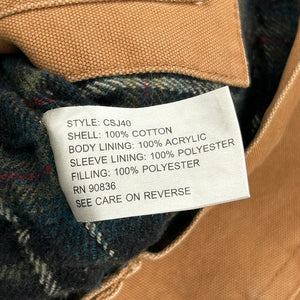 STYLE: CSJ40
SHELL: 100% COTTON
BODY LINING: 100% ACRYLIC
SLEEVE LINING: 100% POLYESTER
FILLING: 100% POLYESTER
RN 90836
SEE CARE ON REVERSE